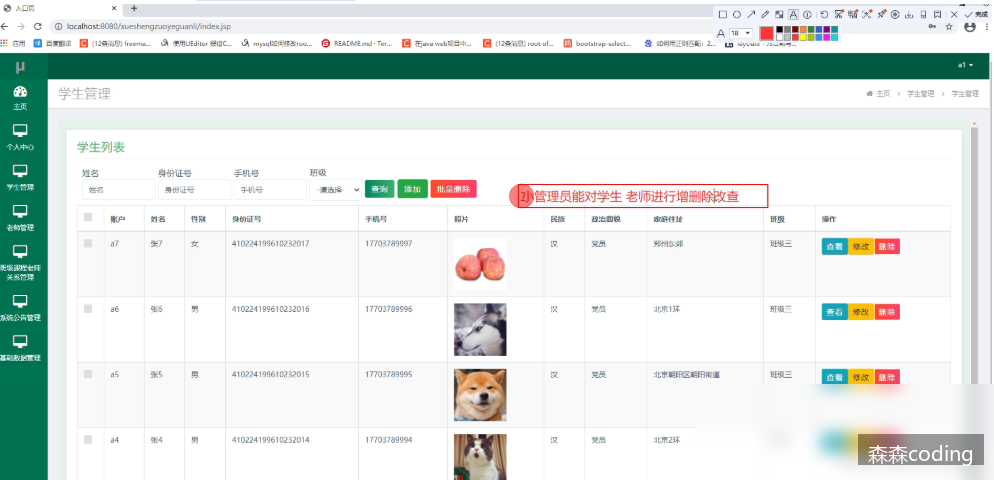 入口页
完成
localhost:8080/xueshengzuoyeguanli/index.jsp
应用 百度翻译 (12条消息) freema... 使用UEditor 报错C... mysql如何修改roo... README.md · Ter... 在java web项目中... (12条消息) root of... bootstrap-select... 如何用正则匹配：2...
18
μ
a1
学生管理
主页 > 学生管理 > 学生管理
主页
个人中心
学生管理
老师管理
班级课程老师
关系管理
系统公告管理
基础数据管理
学生列表
姓名 身份证号 手机号 班级
姓名 身份证号 手机号 -请选择- 查询 添加 批量删除
小管理员能对学生 老师进行增删除改查
账户 姓名 性别 身份证号 手机号 照片 民族 政治面貌 家庭住址 班级 操作
a7 张7 女 410224199610232017 17703789997 汉 党员 郑州东郊 班级三 查看 修改 删除
a6 张6 男 410224199610232016 17703789996 汉 党员 北京1环 班级三 查看 修改 删除
a5 张5 男 410224199610232015 17703789995 汉 党员 北京朝阳区朝阳街道 班级三 查看 修改 删除
a4 张4 男 410224199610232014 17703789994 汉 党员 北京2环
森森coding